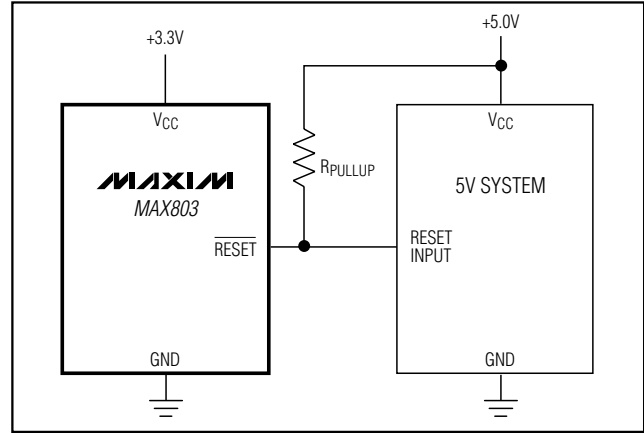 +3.3V
+5.0V
VCC
VCC
MAXIM
MAX803
RPULLUP
5V SYSTEM
RESET
RESET
INPUT
GND
GND